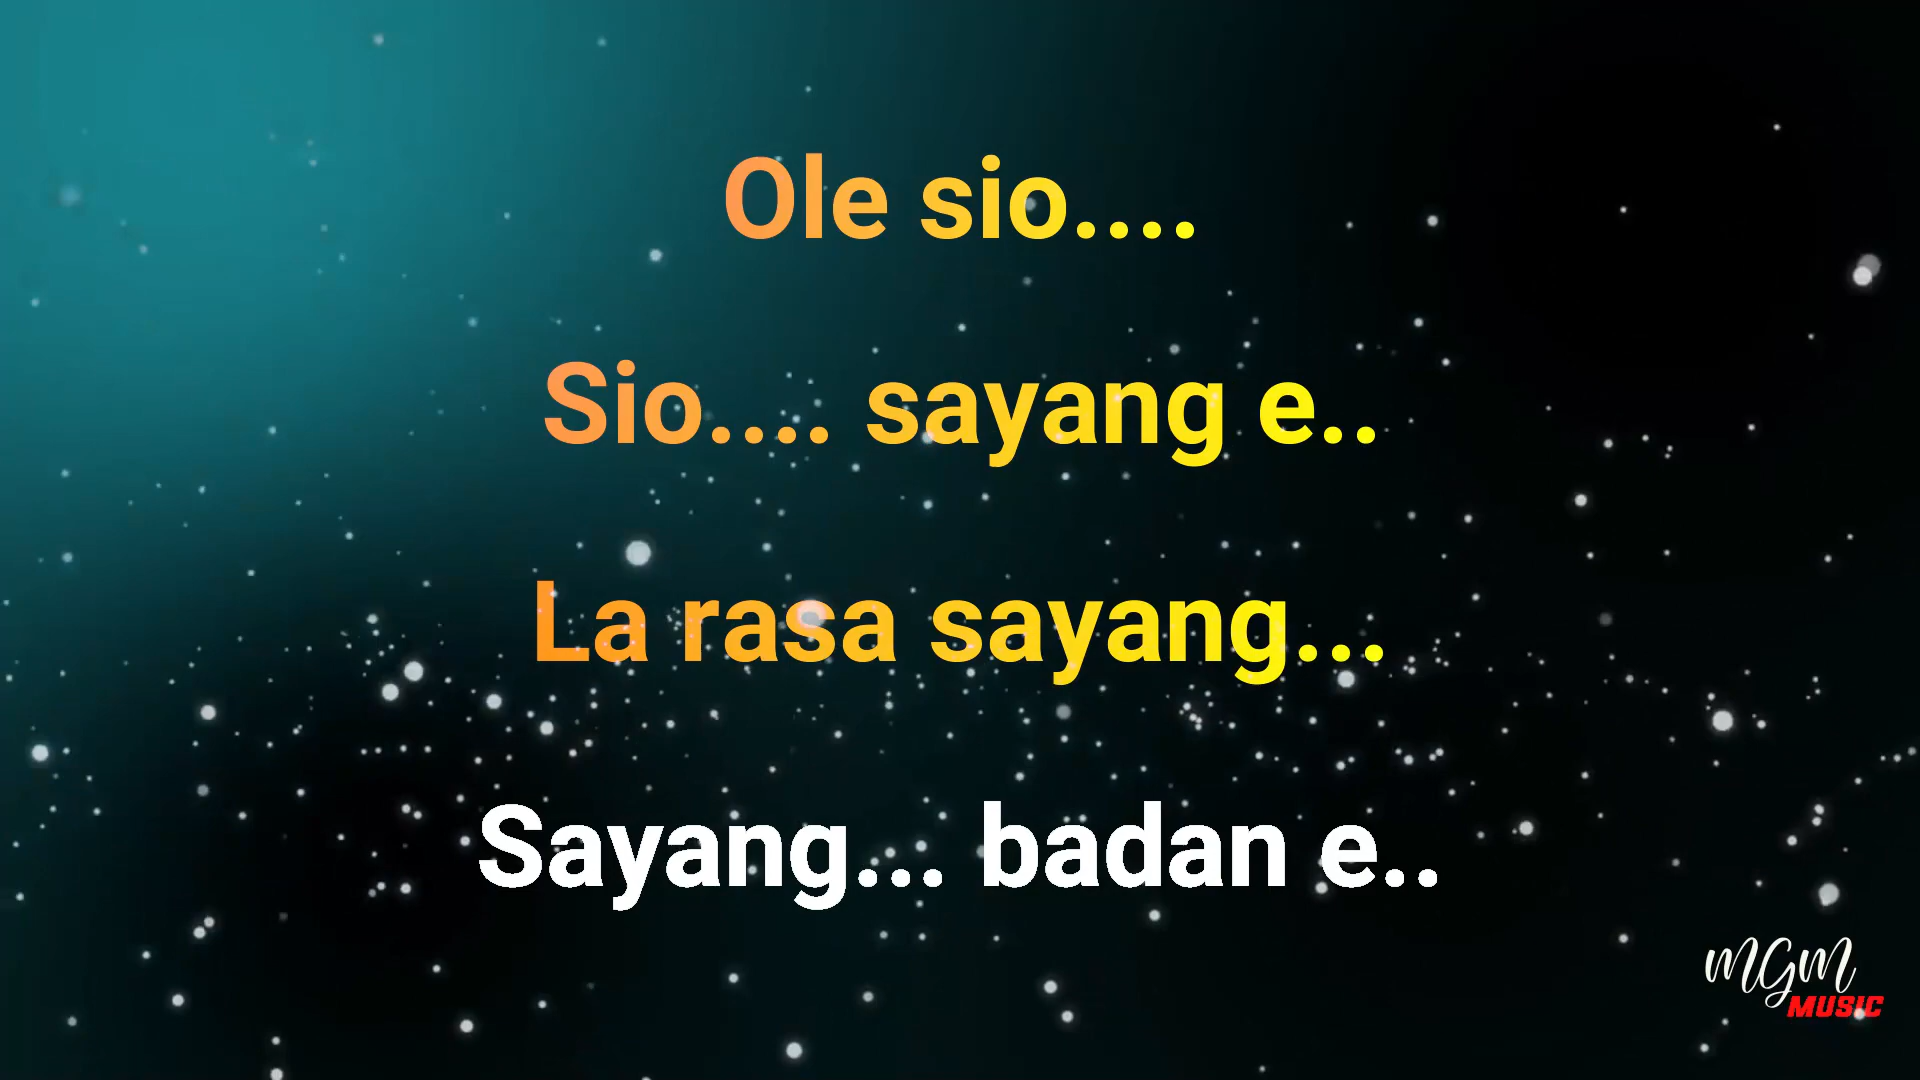 Ole sio....
Sio.... sayang e..
La rasa sayang...
Sayang... badan e..
MGM
MUSIC